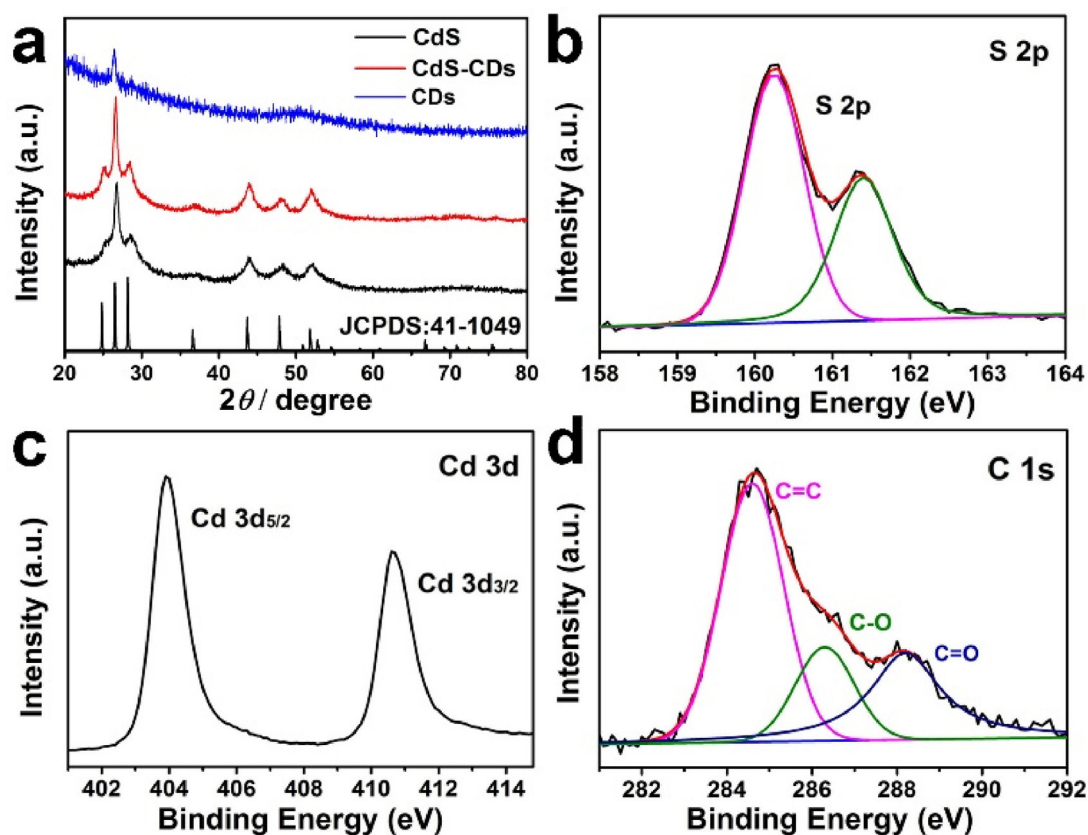 a
CdS
CdS-CDs
CDs
JCPDS:41-1049
Intensity (a.u.)
20 30 40 50 60 70 80
2θ / degree
b
S 2p
S 2p
Intensity (a.u.)
158 159 160 161 162 163 164
Binding Energy (eV)
c
Cd 3d
Cd 3d5/2
Cd 3d3/2
Intensity (a.u.)
402 404 406 408 410 412 414
Binding Energy (eV)
d
C 1s
C=C
C-O
C=O
Intensity (a.u.)
282 284 286 288 290 292
Binding Energy (eV)